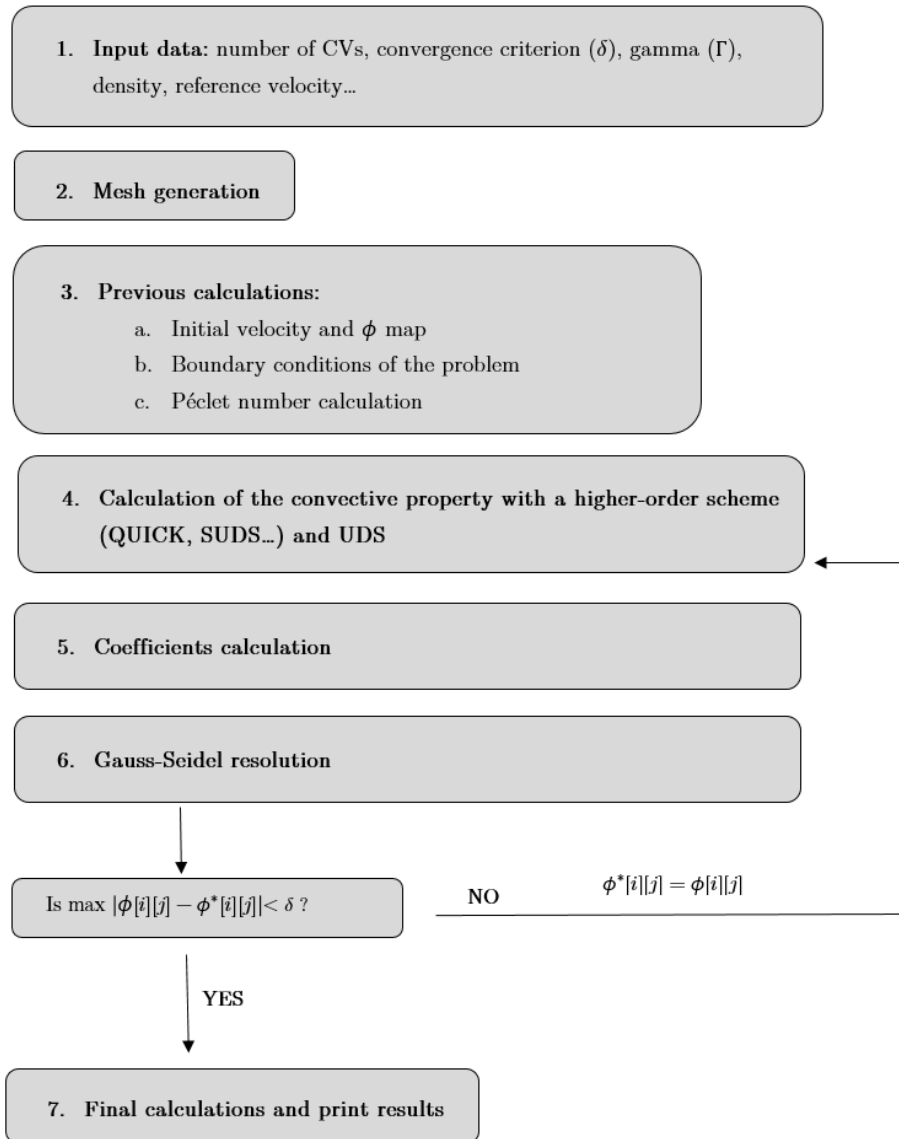 1. Input data: number of CVs, convergence criterion (δ), gamma (Γ),
density, reference velocity…
2. Mesh generation
3. Previous calculations:
a. Initial velocity and ϕ map
b. Boundary conditions of the problem
c. Péclet number calculation
4. Calculation of the convective property with a higher-order scheme
(QUICK, SUDS…) and UDS
5. Coefficients calculation
6. Gauss-Seidel resolution
Is max |ϕ[i][j] − ϕ*[i][j]|< δ ?
NO
ϕ*[i][j] = ϕ[i][j]
YES
7. Final calculations and print results